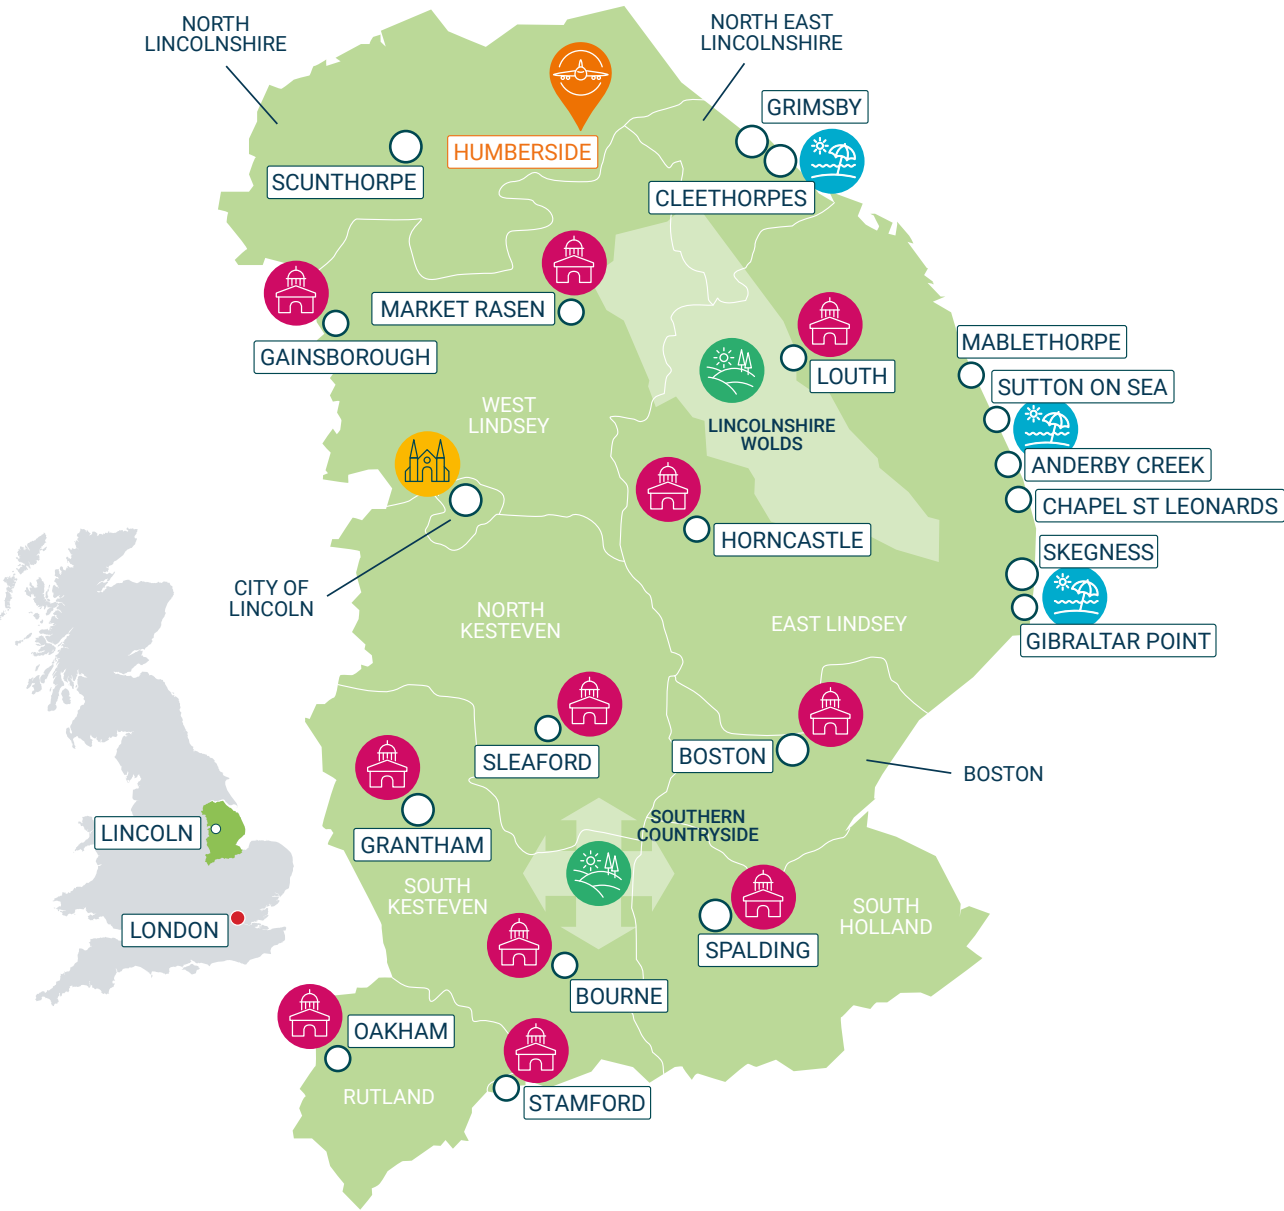 NORTH
LINCOLNSHIRE
NORTH EAST
LINCOLNSHIRE
GRIMSBY
HUMBERSIDE
SCUNTHORPE
CLEETHORPES
MARKET RASEN
GAINSBOROUGH
MABLETHORPE
LOUTH
SUTTON ON SEA
WEST
LINDSEY
LINCOLNSHIRE
WOLDS
ANDERBY CREEK
CHAPEL ST LEONARDS
HORNCASTLE
SKEGNESS
CITY OF
LINCOLN
NORTH
KESTEVEN
EAST LINDSEY
GIBRALTAR POINT
SLEAFORD
BOSTON
BOSTON
LINCOLN
GRANTHAM
SOUTHERN
COUNTRYSIDE
SOUTH
KESTEVEN
SOUTH
HOLLAND
LONDON
SPALDING
BOURNE
OAKHAM
RUTLAND
STAMFORD